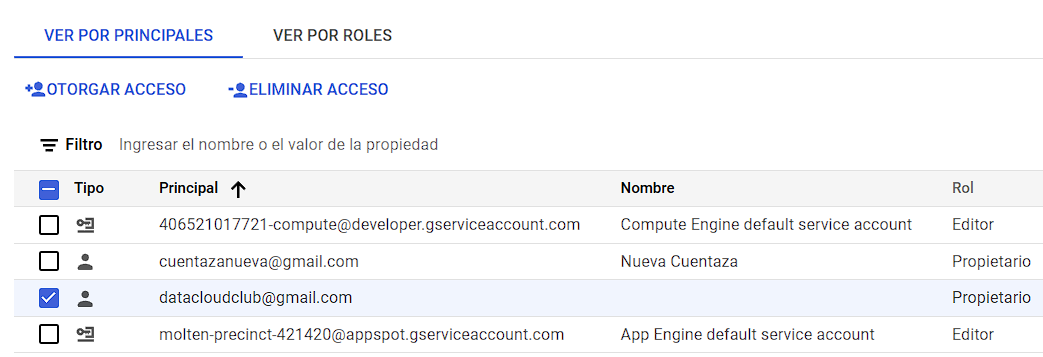 VER POR PRINCIPALES VER POR ROLES
OTORGAR ACCESO ELIMINAR ACCESO
Filtro Ingresar el nombre o el valor de la propiedad
Tipo Principal Nombre Rol
406521017721-compute@developer.gserviceaccount.com Compute Engine default service account Editor
cuentazanueva@gmail.com Nueva Cuentaza Propietario
datacloudclub@gmail.com Propietario
molten-precinct-421420@appspot.gserviceaccount.com App Engine default service account Editor